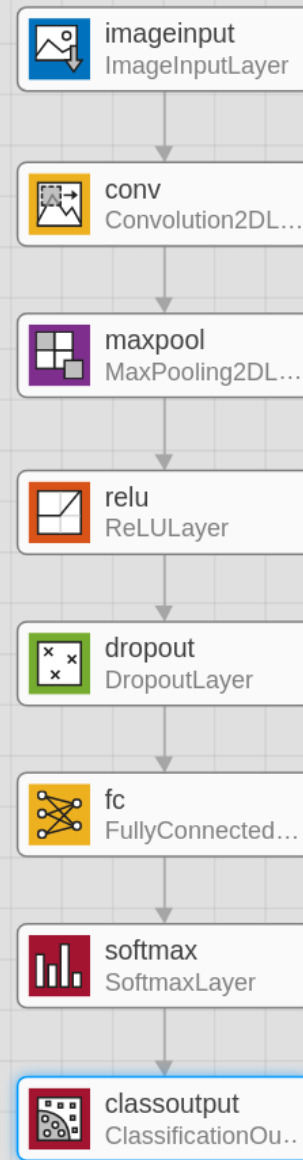 imageinput
ImageInputLayer
conv
Convolution2DL...
maxpool
MaxPooling2DL...
relu
ReLULayer
dropout
DropoutLayer
fc
FullyConnected...
softmax
SoftmaxLayer
classoutput
ClassificationOu...